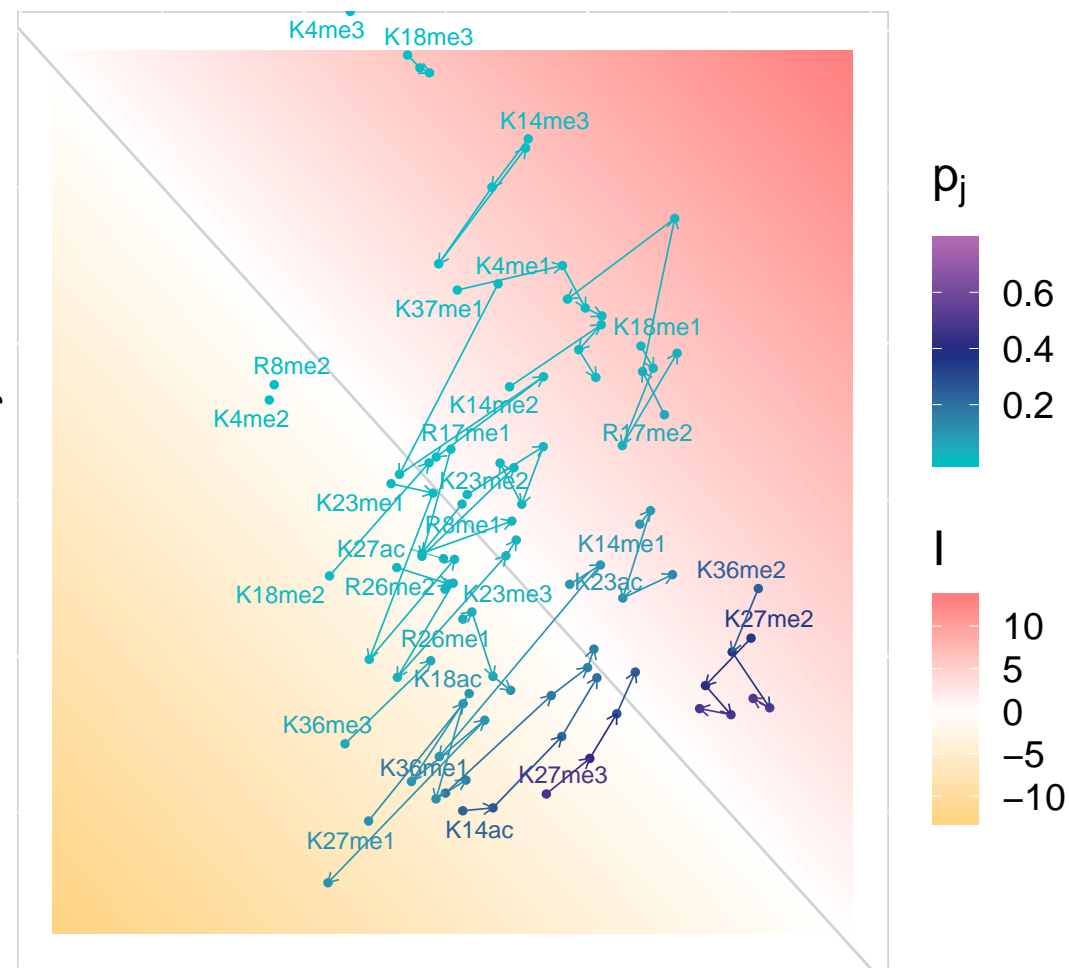 K4me3
K18me3
K14me3
K4me1
K37me1
K18me1
R8me2
K4me2
K14me2
R17me1
R17me2
K23me2
K23me1
R8me1
K27ac
K14me1
K36me2
R26me2
K23ac
K18me2
K23me3
K27me2
R26me1
K18ac
K36me3
K36me1
K27me3
K14ac
K27me1
pj
0.6
0.4
0.2
I
10
5
0
−5
−10